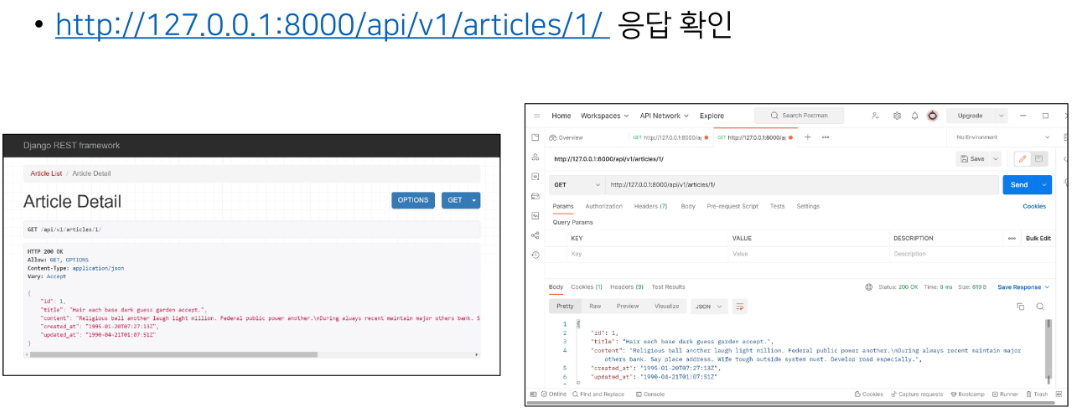 • http://127.0.0.1:8000/api/v1/articles/1/ 응답 확인
Django REST framework
Article List / Article Detail
Article Detail
OPTIONS
GET
GET /api/v1/articles/1/
HTTP 200 OK
Allow: GET, OPTIONS
Content-Type: application/json
Vary: Accept
{
"id": 1,
"title": "Hair each base dark guess garden accept.",
"content": "Religious ball another laugh light million. Federal public power another.\nDuring always recent maintain major others bank. S
"created_at": "1995-01-20T07:27:13Z",
"updated_at": "1990-04-21T01:07:51Z"
}
Home Workspaces API Network Explore Search Postman Upgrade
Overview GET http://127.0.0.1:8000/ap GET http://127.0.0.1:8000/ap + ••• No Environment
http://127.0.0.1:8000/api/v1/articles/1/ Save
GET http://127.0.0.1:8000/api/v1/articles/1/ Send
Params Authorization Headers (7) Body Pre-request Script Tests Settings Cookies
Query Params
KEY VALUE DESCRIPTION ••• Bulk Edit
Key Value Description
Body Cookies (1) Headers (9) Test Results Status: 200 OK Time: 8 ms Size: 619 B Save Response
Pretty Raw Preview Visualize JSON
1 {
2 "id": 1,
3 "title": "Hair each base dark guess garden accept.",
4 "content": "Religious ball another laugh light million. Federal public power another.\nDuring always recent maintain major
others bank. Say place address. Wife tough outside system must. Develop road especially.",
5 "created_at": "1995-01-20T07:27:13Z",
6 "updated_at": "1990-04-21T01:07:51Z"
Online Find and Replace Console Cookies Capture requests Bootcamp Runner Trash